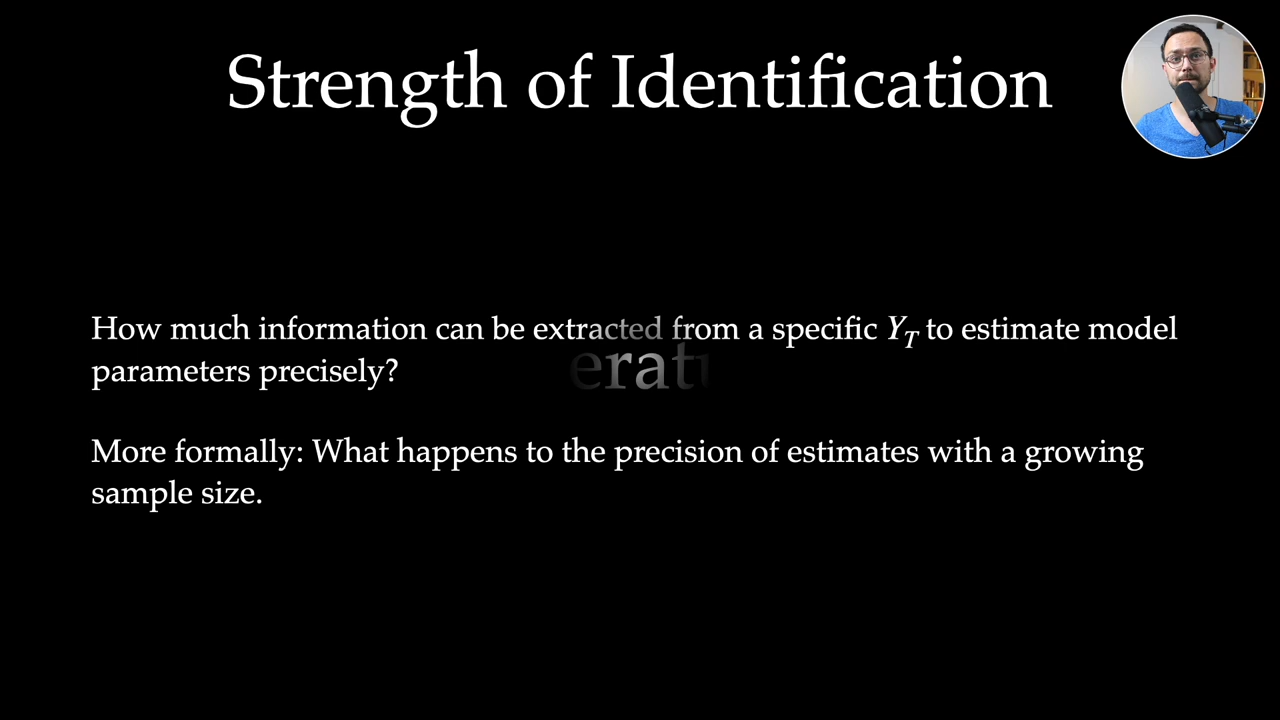 Strength of Identification
How much information can be extracted from a specific Y_T to estimate model
parameters precisely?
More formally: What happens to the precision of estimates with a growing
sample size.